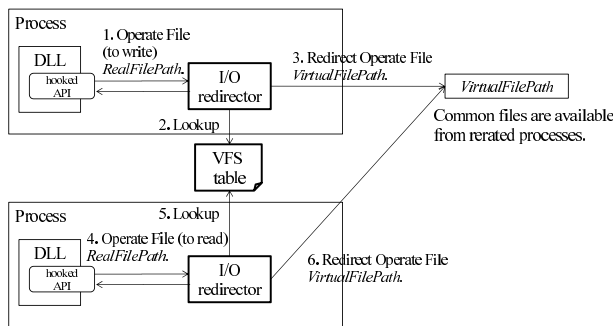 Process
1. Operate File
(to write)
RealFilePath.
DLL
hooked
API
I/O
redirector
3. Redirect Operate File
VirtualFilePath.
VirtualFilePath
Common files are available
from rerated processes.
2. Lookup
VFS
table
5. Lookup
Process
4. Operate File (to read)
RealFilePath.
DLL
hooked
API
I/O
redirector
6. Redirect Operate File
VirtualFilePath.